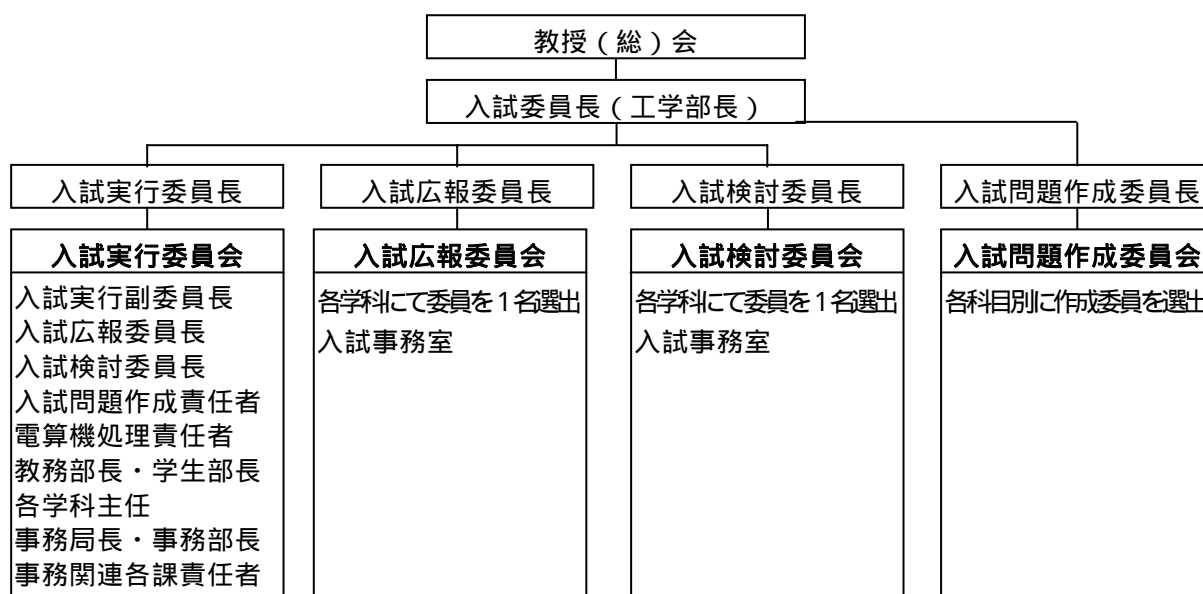 教授（総）会
入試委員長（工学部長）
入試実行委員長
入試広報委員長
入試検討委員長
入試問題作成委員長
入試実行委員会
入試実行副委員長
入試広報委員長
入試検討委員長
入試問題作成責任者
電算機処理責任者
教務部長・学生部長
各学科主任
事務局長・事務部長
事務関連各課責任者
入試広報委員会
各学科にて委員を１名選出
入試事務室
入試検討委員会
各学科にて委員を１名選出
入試事務室
入試問題作成委員会
各科目別に作成委員を選出